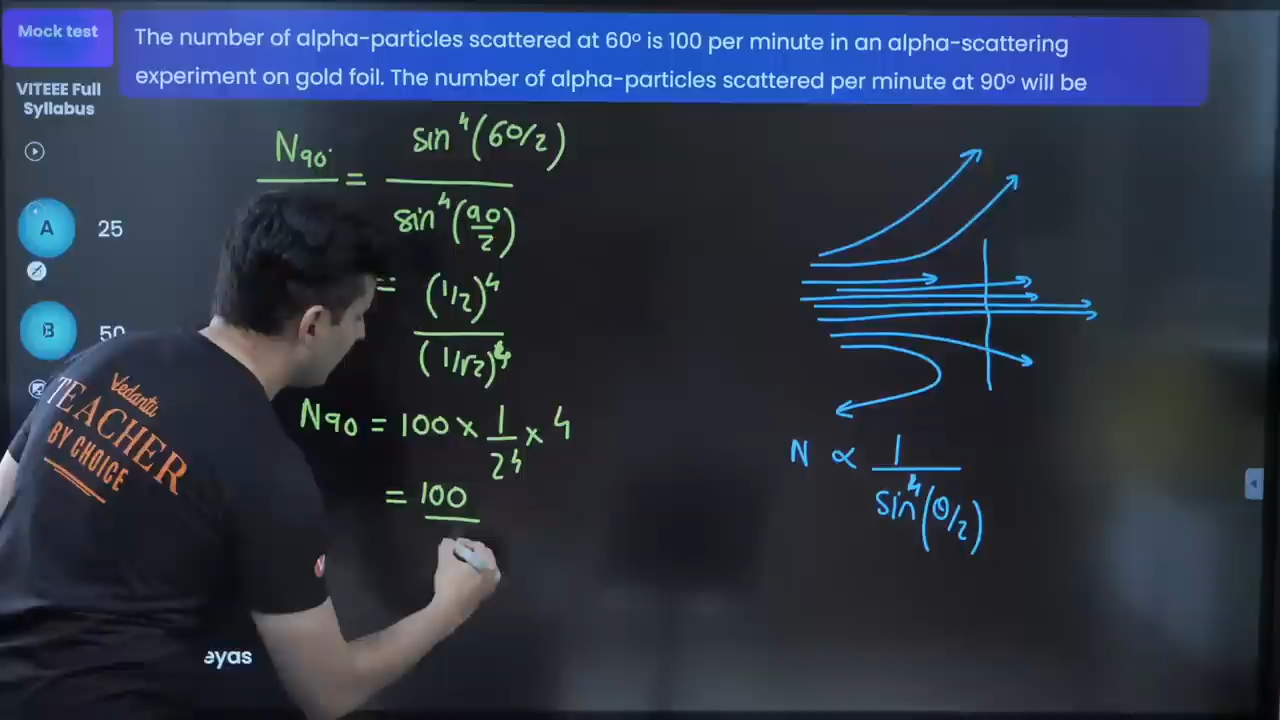 Mock test
The number of alpha-particles scattered at 60° is 100 per minute in an alpha-scattering
experiment on gold foil. The number of alpha-particles scattered per minute at 90° will be
VITEEE Full
Syllabus
A 25
B 50
N90° = sin⁴(60/2)
sin⁴(90/2)
= (1/2)⁴
(1/√2)⁴
N90 = 100 × 1/2⁴ × 4
= 100
N ∝ 1
sin⁴(θ/2)
Vedantu
TEACHER
BY CHOICE
eyas